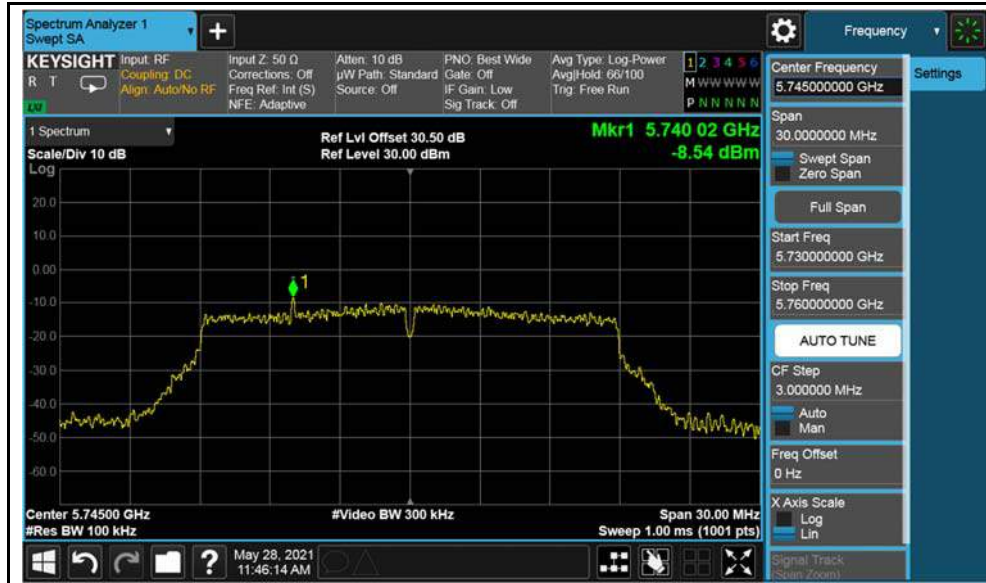 Spectrum Analyzer 1
Swept SA
Frequency
KEYSIGHT
R T
Input: RF
Coupling: DC
Align: Auto/No RF
Input Z: 50 Ω
Corrections: Off
Freq Ref: Int (S)
NFE: Adaptive
Atten: 10 dB
µW Path: Standard
Source: Off
PNO: Best Wide
Gate: Off
IF Gain: Low
Sig Track: Off
Avg Type: Log-Power
Avg|Hold: 66/100
Trig: Free Run
1 2 3 4 5 6
M W W W W W
P N N N N N
1 Spectrum
Scale/Div 10 dB
Log
Ref Lvl Offset 30.50 dB
Ref Level 30.00 dBm
Mkr1 5.740 02 GHz
-8.54 dBm
20.0
10.0
0.00
-10.0
-20.0
-30.0
-40.0
-50.0
-60.0
1
Center 5.74500 GHz
#Res BW 100 kHz
#Video BW 300 kHz
Span 30.00 MHz
Sweep 1.00 ms (1001 pts)
May 28, 2021
11:46:14 AM
Center Frequency
5.745000000 GHz
Settings
Span
30.0000000 MHz
Swept Span
Zero Span
Full Span
Start Freq
5.730000000 GHz
Stop Freq
5.760000000 GHz
AUTO TUNE
CF Step
3.000000 MHz
Auto
Man
Freq Offset
0 Hz
X Axis Scale
Log
Lin
Signal Track
(Span Zoom)